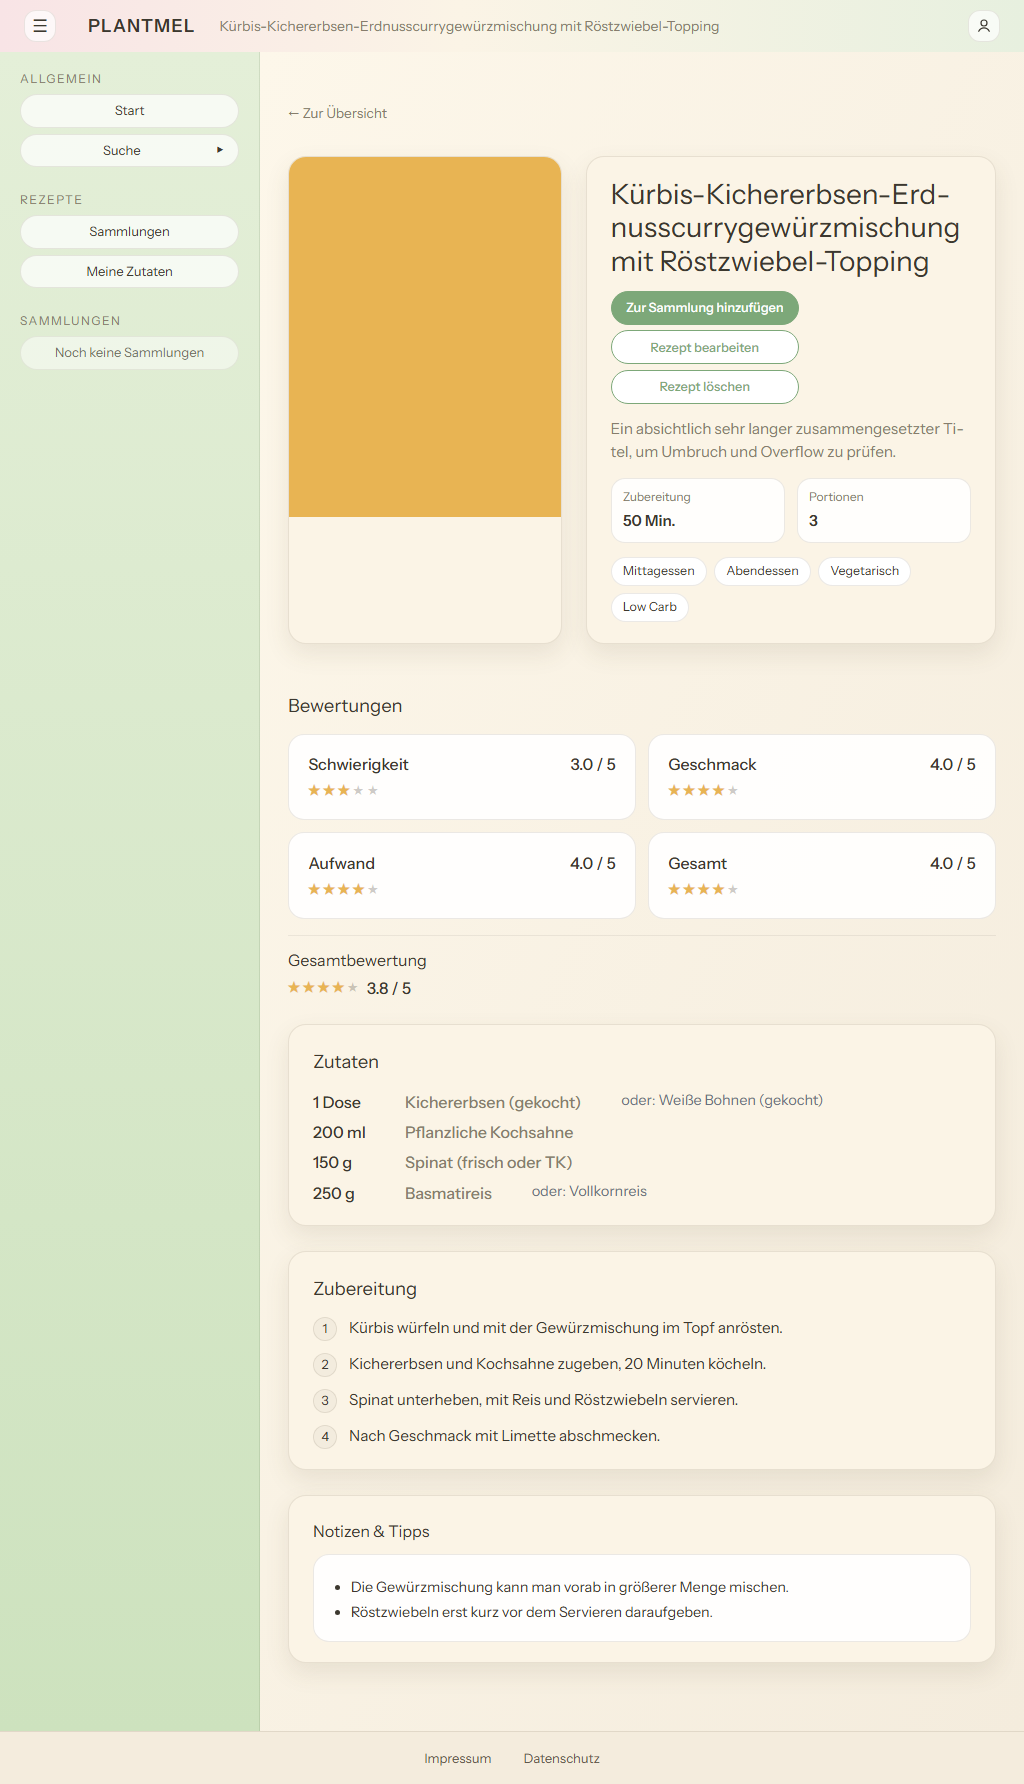 PLANTMEL
Kürbis-Kichererbsen-Erdnusscurrygewürzmischung mit Röstzwiebel-Topping
ALLGEMEIN
Start
Suche
REZEPTE
Sammlungen
Meine Zutaten
SAMMLUNGEN
Noch keine Sammlungen
← Zur Übersicht
Kürbis-Kichererbsen-Erd-
nusscurrygewürzmischung
mit Röstzwiebel-Topping
Zur Sammlung hinzufügen
Rezept bearbeiten
Rezept löschen
Ein absichtlich sehr langer zusammengesetzter Ti-
tel, um Umbruch und Overflow zu prüfen.
Zubereitung
50 Min.
Portionen
3
Mittagessen
Abendessen
Vegetarisch
Low Carb
Bewertungen
Schwierigkeit 3.0 / 5
Geschmack 4.0 / 5
Aufwand 4.0 / 5
Gesamt 4.0 / 5
Gesamtbewertung
3.8 / 5
Zutaten
1 Dose Kichererbsen (gekocht) oder: Weiße Bohnen (gekocht)
200 ml Pflanzliche Kochsahne
150 g Spinat (frisch oder TK)
250 g Basmatireis oder: Vollkornreis
Zubereitung
1 Kürbis würfeln und mit der Gewürzmischung im Topf anrösten.
2 Kichererbsen und Kochsahne zugeben, 20 Minuten köcheln.
3 Spinat unterheben, mit Reis und Röstzwiebeln servieren.
4 Nach Geschmack mit Limette abschmecken.
Notizen & Tipps
• Die Gewürzmischung kann man vorab in größerer Menge mischen.
• Röstzwiebeln erst kurz vor dem Servieren daraufgeben.
Impressum
Datenschutz